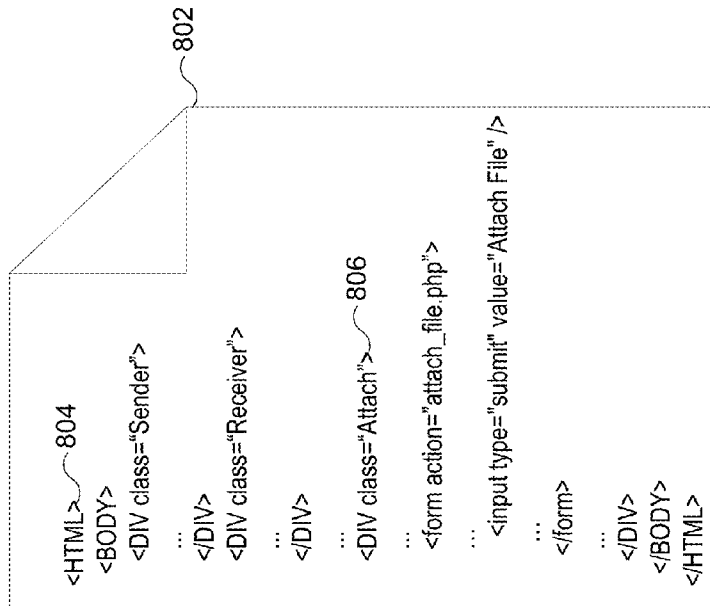 802
<HTML> 804
<BODY>
<DIV class=“Sender”>
...
</DIV>
<DIV class=“Receiver”>
...
</DIV>
...
<DIV class=“Attach”> 806
...
<form action=”attach_file.php”>
...
<input type=”submit” value=”Attach File” />
...
</form>
...
</DIV>
</BODY>
</HTML>